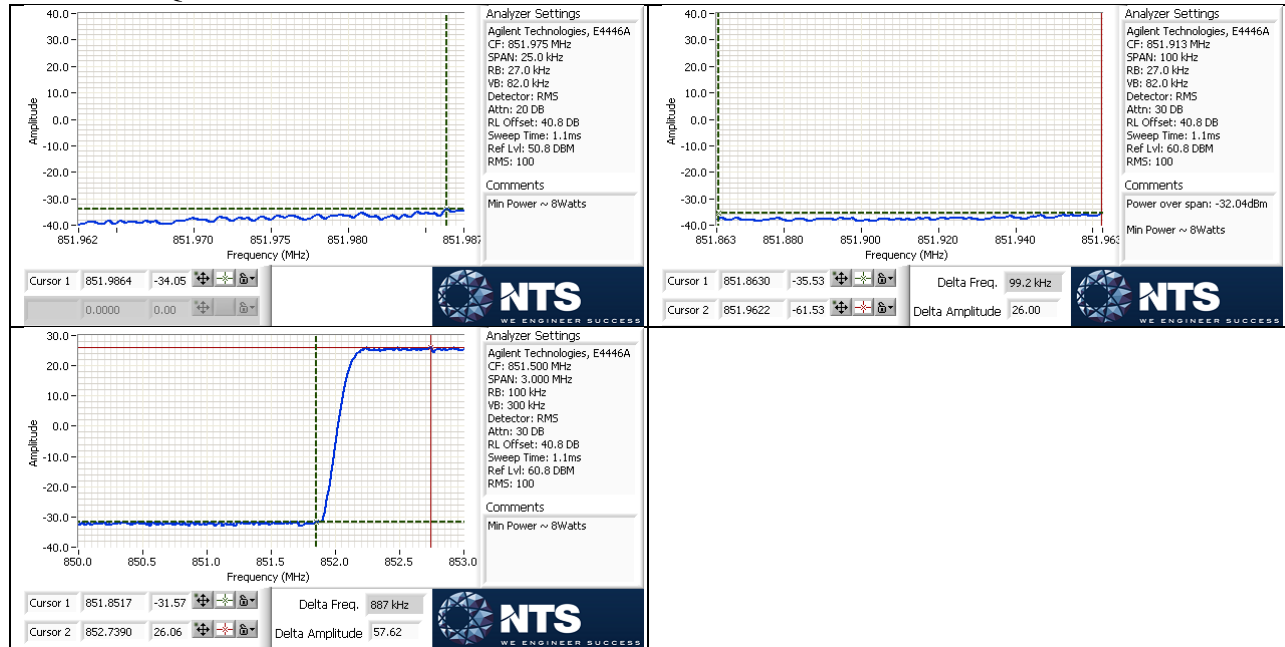 Analyzer Settings
Agilent Technologies, E4446A
CF: 851.975 MHz
SPAN: 25.0 kHz
RB: 27.0 kHz
VB: 82.0 kHz
Detector: RMS
Attn: 20 DB
RL Offset: 40.8 DB
Sweep Time: 1.1ms
Ref Lvl: 50.8 DBM
RMS: 100
Comments
Min Power ~ 8Watts
Amplitude
40.0
30.0
20.0
10.0
0.0
-10.0
-20.0
-30.0
-40.0
851.962 851.970 851.975 851.980 851.987
Frequency (MHz)
Cursor 1 851.9864 -34.05
0.0000 0.00
NTS
WE ENGINEER SUCCESS
Analyzer Settings
Agilent Technologies, E4446A
CF: 851.913 MHz
SPAN: 100 kHz
RB: 27.0 kHz
VB: 82.0 kHz
Detector: RMS
Attn: 30 DB
RL Offset: 40.8 DB
Sweep Time: 1.1ms
Ref Lvl: 60.8 DBM
RMS: 100
Comments
Power over span: -32.04dBm
Min Power ~ 8Watts
Amplitude
40.0
30.0
20.0
10.0
0.0
-10.0
-20.0
-30.0
-40.0
851.863 851.880 851.900 851.920 851.940 851.963
Frequency (MHz)
Cursor 1 851.8630 -35.53
Cursor 2 851.9622 -61.53
Delta Freq. 99.2 kHz
Delta Amplitude 26.00
NTS
WE ENGINEER SUCCESS
Analyzer Settings
Agilent Technologies, E4446A
CF: 851.500 MHz
SPAN: 3.000 MHz
RB: 100 kHz
VB: 300 kHz
Detector: RMS
Attn: 30 DB
RL Offset: 40.8 DB
Sweep Time: 1.1ms
Ref Lvl: 60.8 DBM
RMS: 100
Comments
Min Power ~ 8Watts
Amplitude
30.0
20.0
10.0
0.0
-10.0
-20.0
-30.0
-40.0
850.0 850.5 851.0 851.5 852.0 852.5 853.0
Frequency (MHz)
Cursor 1 851.8517 -31.57
Cursor 2 852.7390 26.06
Delta Freq. 887 kHz
Delta Amplitude 57.62
NTS
WE ENGINEER SUCCESS